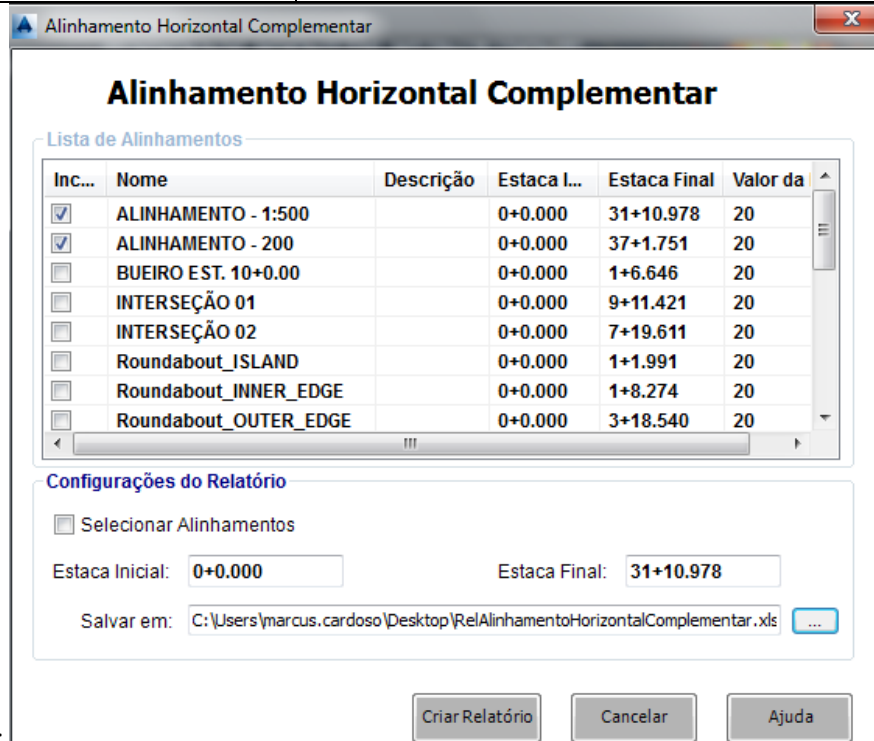 Alinhamento Horizontal Complementar
Alinhamento Horizontal Complementar
Lista de Alinhamentos
Inc... Nome Descrição Estaca I... Estaca Final Valor da
ALINHAMENTO - 1:500 0+0.000 31+10.978 20
ALINHAMENTO - 200 0+0.000 37+1.751 20
BUEIRO EST. 10+0.00 0+0.000 1+6.646 20
INTERSEÇÃO 01 0+0.000 9+11.421 20
INTERSEÇÃO 02 0+0.000 7+19.611 20
Roundabout_ISLAND 0+0.000 1+1.991 20
Roundabout_INNER_EDGE 0+0.000 1+8.274 20
Roundabout_OUTER_EDGE 0+0.000 3+18.540 20
Configurações do Relatório
Selecionar Alinhamentos
Estaca Inicial: 0+0.000 Estaca Final: 31+10.978
Salvar em: C:\Users\marcus.cardoso\Desktop\RelAlinhamentoHorizontalComplementar.xls ...
Criar Relatório Cancelar Ajuda